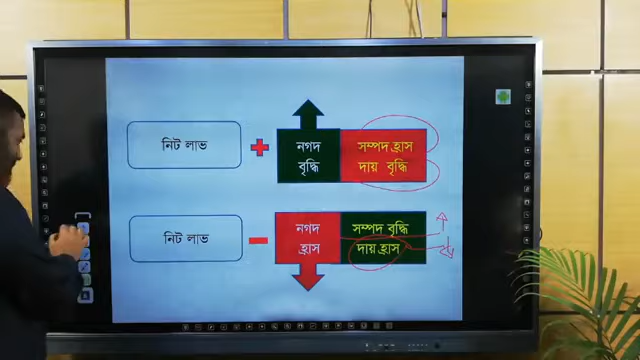 নিট লাভ
+
নগদ
বৃদ্ধি
সম্পদ হ্রাস
দায় বৃদ্ধি
নিট লাভ
−
নগদ
হ্রাস
সম্পদ বৃদ্ধি
দায় হ্রাস